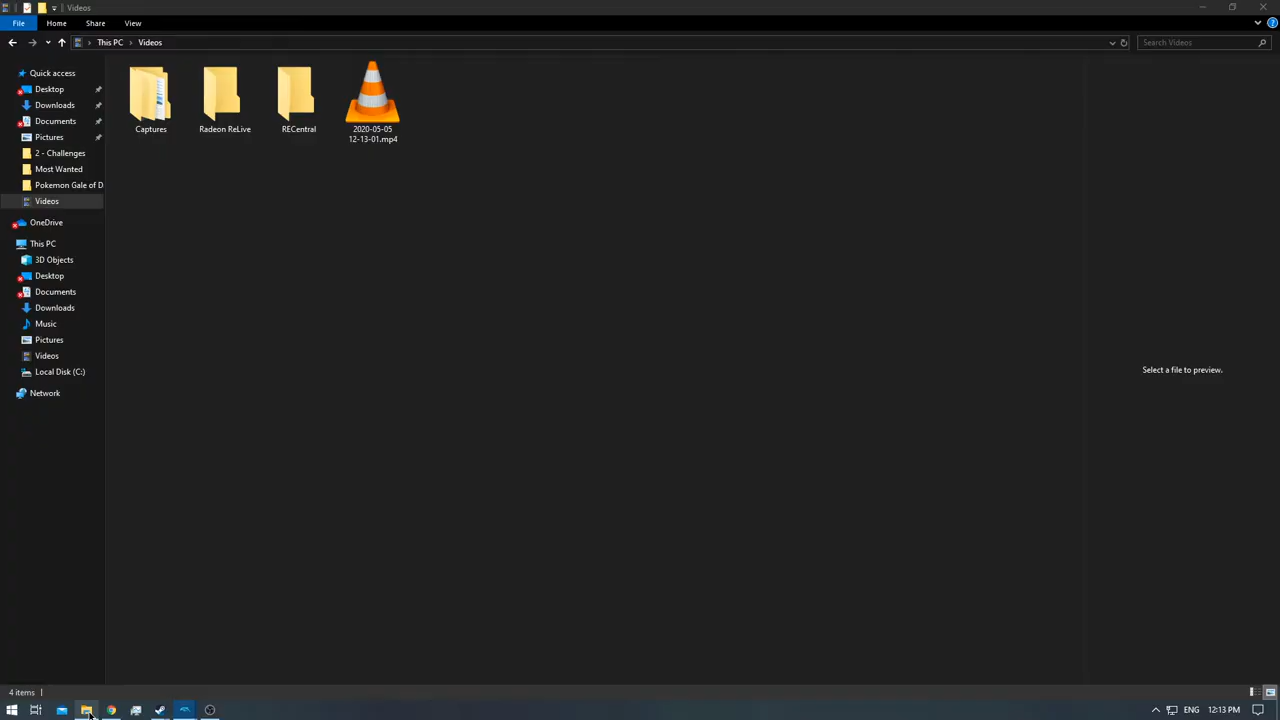 Videos
File Home Share View
This PC Videos Search Videos
Quick access
Desktop
Downloads
Documents
Pictures
2 - Challenges
Most Wanted
Pokemon Gale of D
Videos
OneDrive
This PC
3D Objects
Desktop
Documents
Downloads
Music
Pictures
Videos
Local Disk (C:)
Network
Captures
Radeon ReLive
RECentral
2020-05-05
12-13-01.mp4
Select a file to preview.
4 items
ENG 12:13 PM